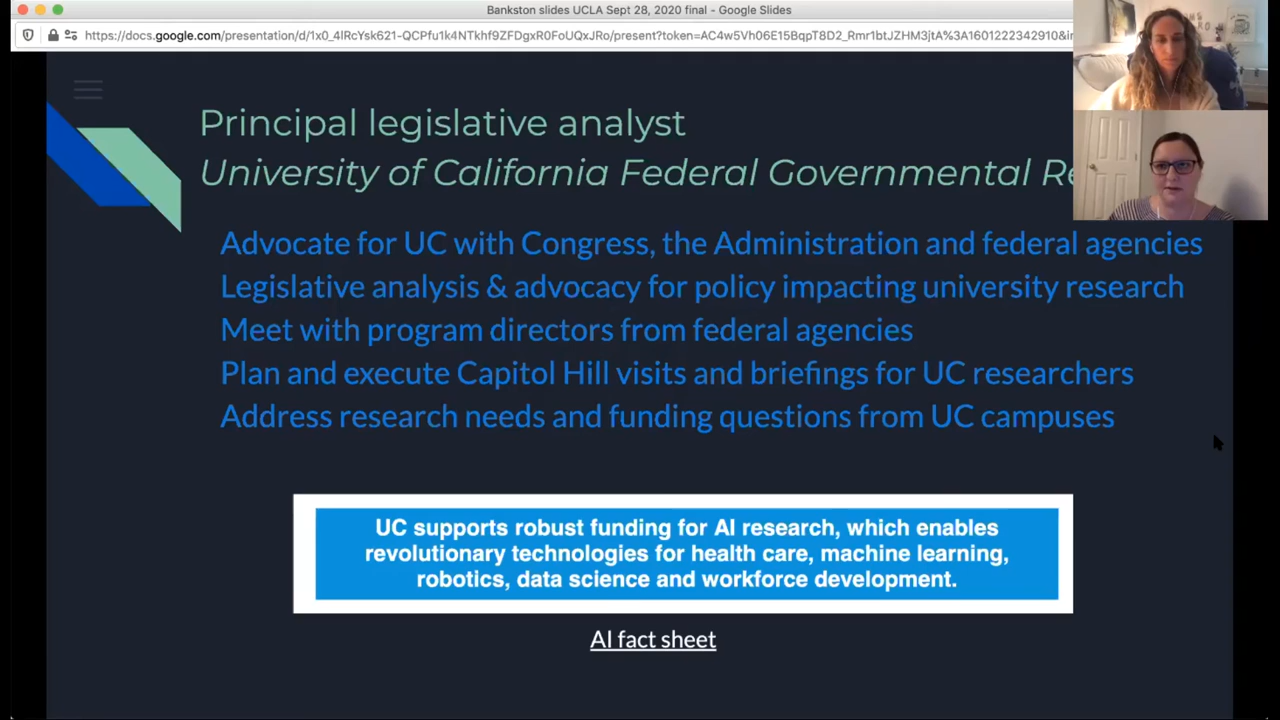 Bankston slides UCLA Sept 28, 2020 final - Google Slides
https://docs.google.com/presentation/d/1x0_4lRcYsk621-QCPfu1k4NTkhf9ZFDgxR0FoUQxJRo/present?token=AC4w5Vh06E15BqpT8D2_Rmr1btJZHM3jtA%3A1601222342910&i
Principal legislative analyst
University of California Federal Governmental Re
Advocate for UC with Congress, the Administration and federal agencies
Legislative analysis & advocacy for policy impacting university research
Meet with program directors from federal agencies
Plan and execute Capitol Hill visits and briefings for UC researchers
Address research needs and funding questions from UC campuses
UC supports robust funding for AI research, which enables
revolutionary technologies for health care, machine learning,
robotics, data science and workforce development.
AI fact sheet